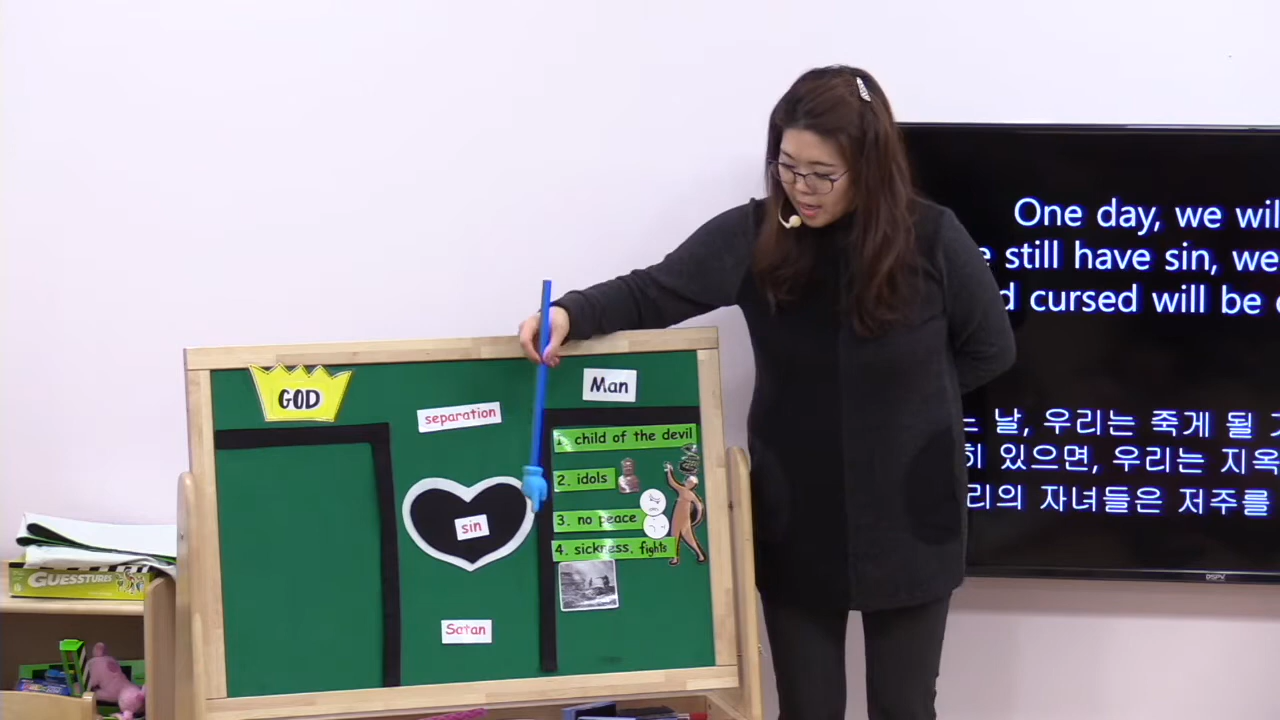 GOD
separation
sin
Satan
Man
1. child of the devil
2. idols
3. no peace
4. sickness. fights
One day, we wil
e still have sin, we
d cursed will be
날, 우리는 죽게 될
히 있으면, 우리는 지옥
리의 자녀들은 저주를
GUESSTURES